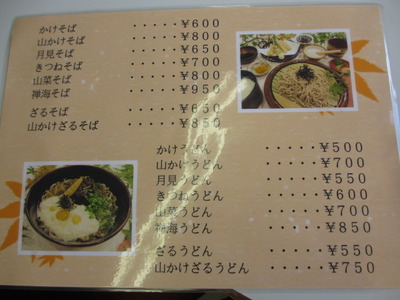 かけそば ・・・・・￥600
山かけそば ・・・・・￥800
月見そば ・・・・・￥650
きつねそば ・・・・・￥700
山菜そば ・・・・・￥800
禅海そば ・・・・・￥950
ざるそば ・・・・・￥650
山かけざるそば ・・・・・￥850
かけうどん ・・・・・￥500
山かけうどん ・・・・・￥700
月見うどん ・・・・・￥550
きつねうどん ・・・・・￥600
山菜うどん ・・・・・￥700
禅海うどん ・・・・・￥850
ざるうどん ・・・・・￥550
山かけざるうどん ・・・・・￥750